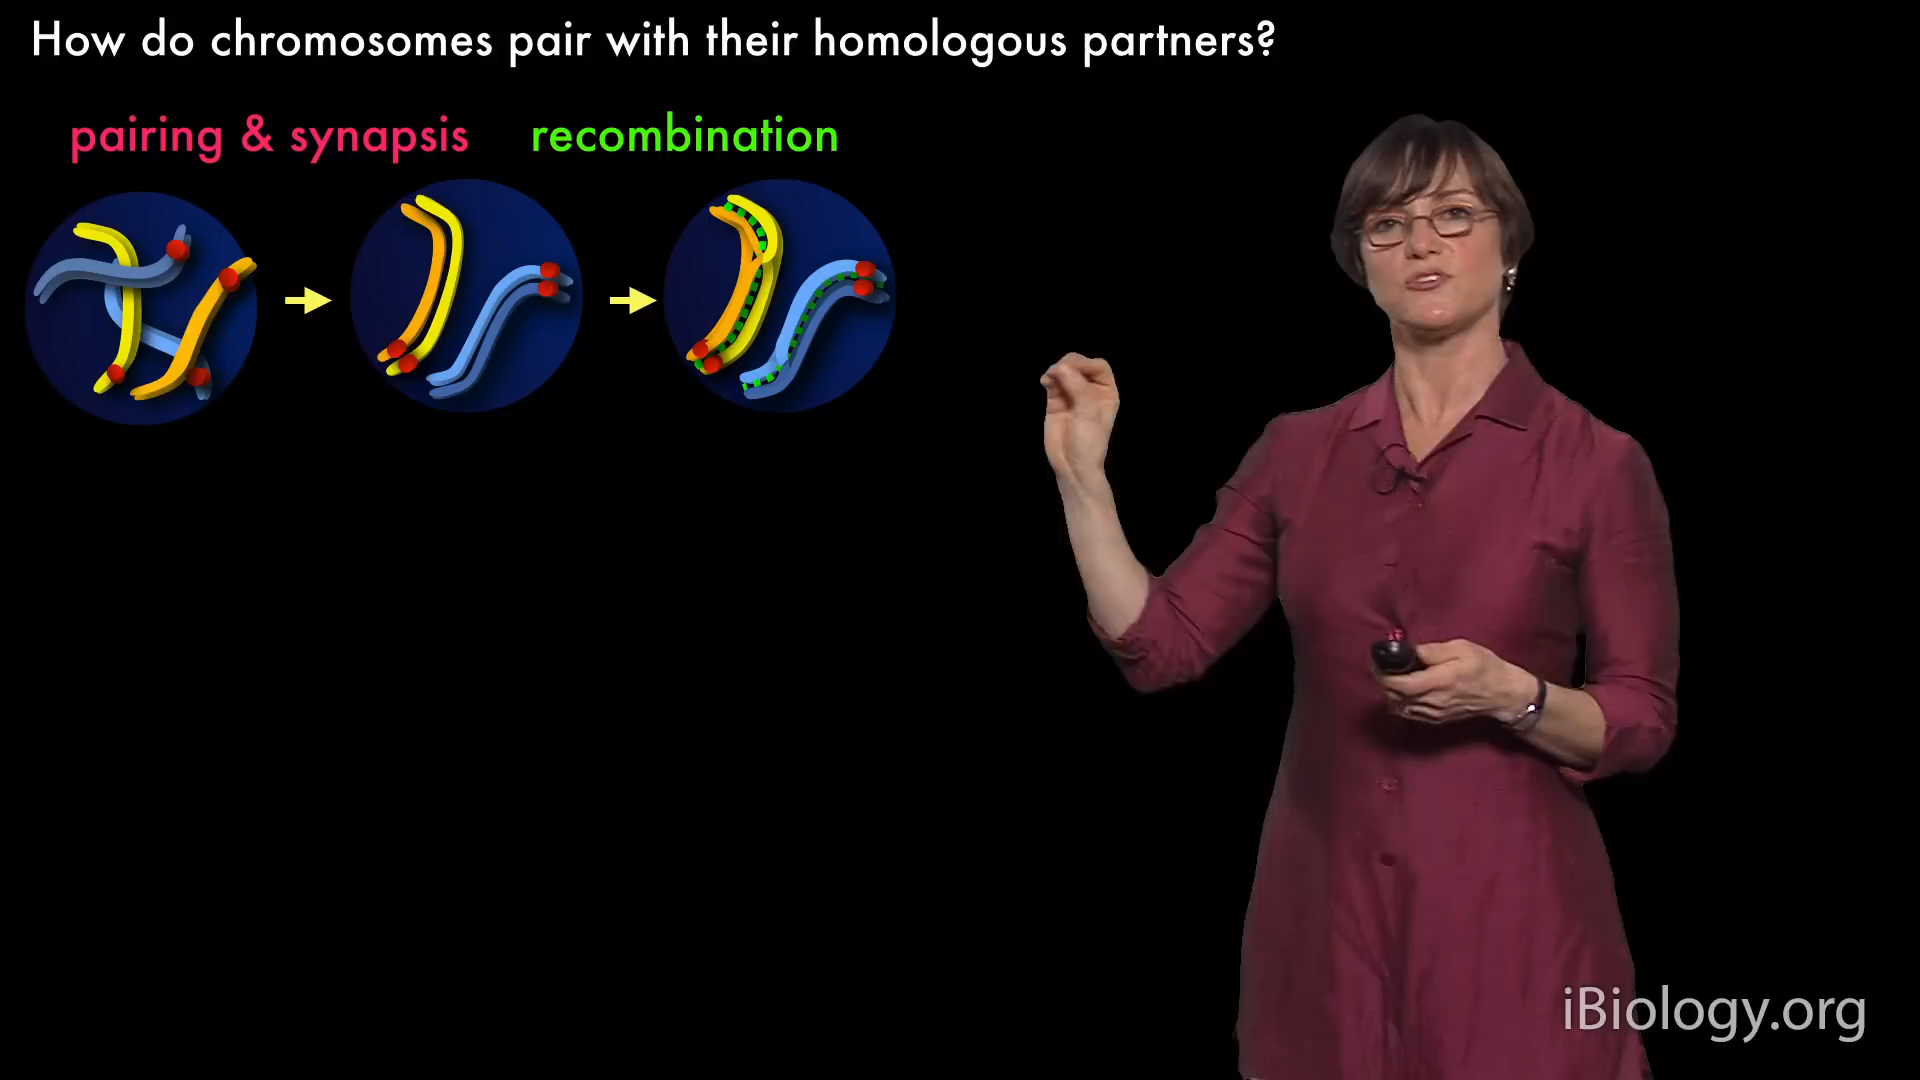 How do chromosomes pair with their homologous partners?
pairing & synapsis
recombination
iBiology.org